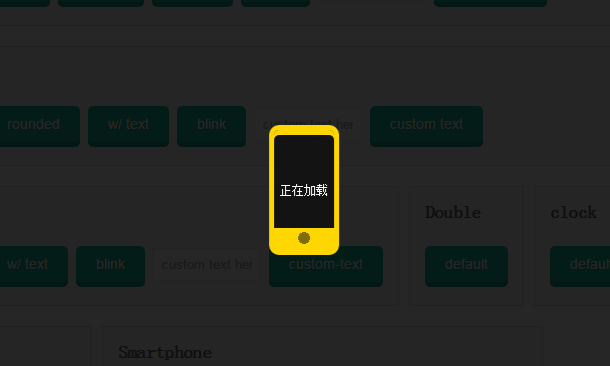 rounded
w/ text
blink
custom text her
custom text
正在加载
Double
clock
w/ text
blink
custom text her
custom-text
default
default
Smartphone